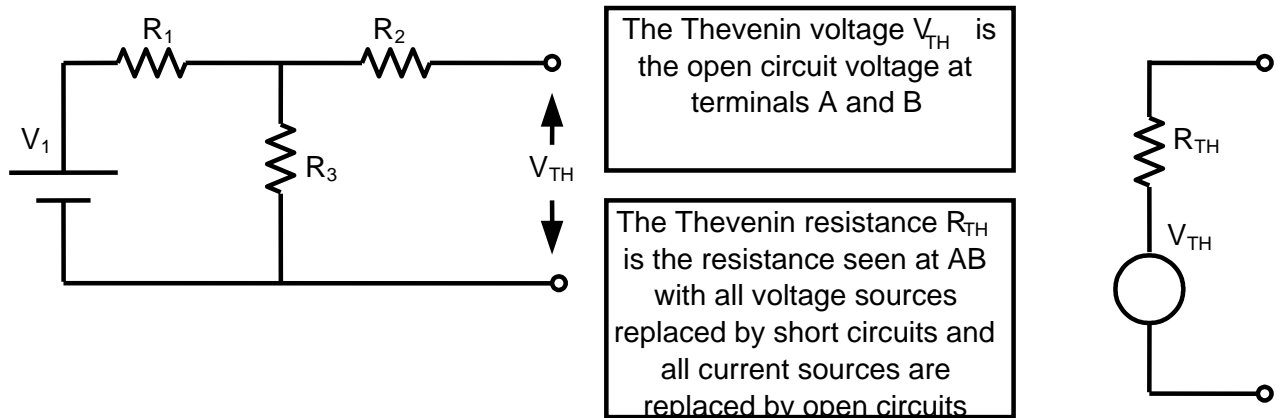 R1
R2
V1
R3
VTH
The Thevenin voltage VTH is
the open circuit voltage at
terminals A and B
The Thevenin resistance RTH
is the resistance seen at AB
with all voltage sources
replaced by short circuits and
all current sources are
replaced by open circuits
RTH
VTH